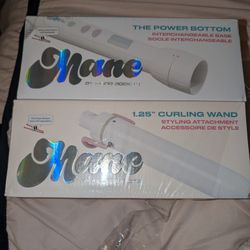 THE POWER BOTTOM
INTERCHANGEABLE BASE
SOCLE INTERCHANGEABLE
Mane
1.25" CURLING WAND
STYLING ATTACHMENT
ACCESSOIRE DE STYLE
Mane